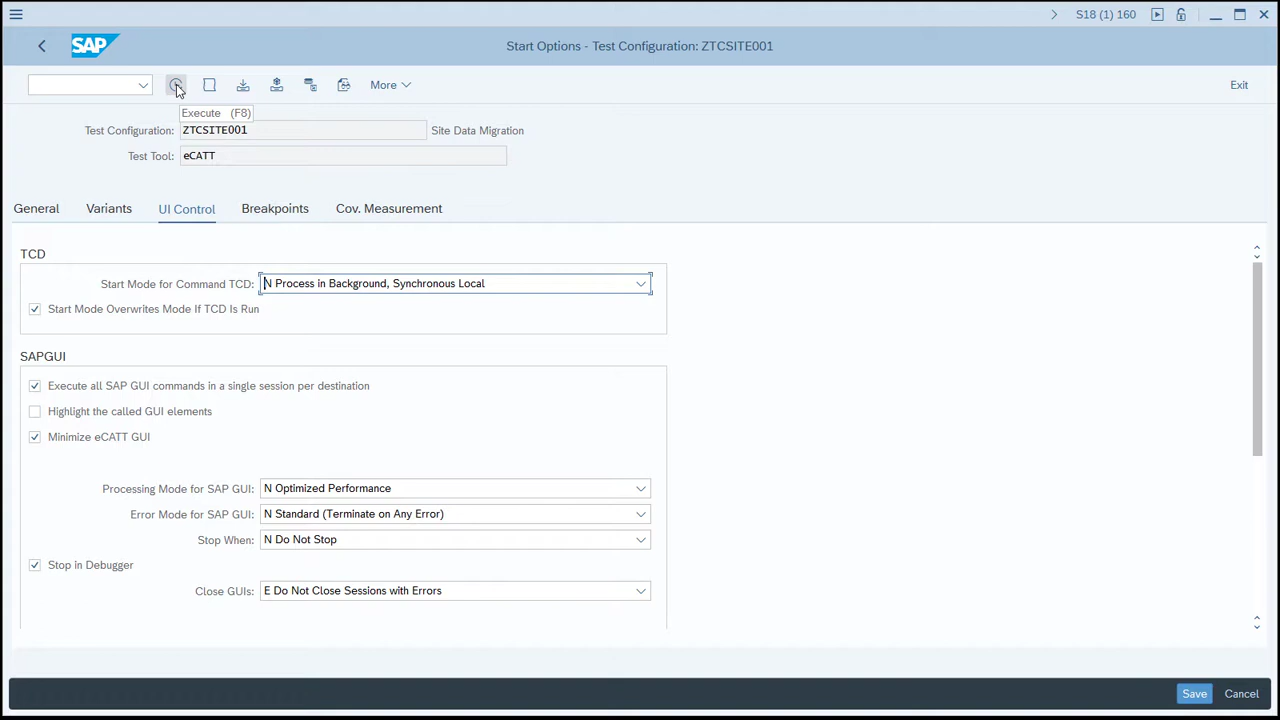 S18 (1) 160
SAP
Start Options - Test Configuration: ZTCSITE001
More
Exit
Execute (F8)
Test Configuration: ZTCSITE001 Site Data Migration
Test Tool: eCATT
General Variants UI Control Breakpoints Cov. Measurement
TCD
Start Mode for Command TCD: N Process in Background, Synchronous Local
Start Mode Overwrites Mode If TCD Is Run
SAPGUI
Execute all SAP GUI commands in a single session per destination
Highlight the called GUI elements
Minimize eCATT GUI
Processing Mode for SAP GUI: N Optimized Performance
Error Mode for SAP GUI: N Standard (Terminate on Any Error)
Stop When: N Do Not Stop
Stop in Debugger
Close GUIs: E Do Not Close Sessions with Errors
Save Cancel